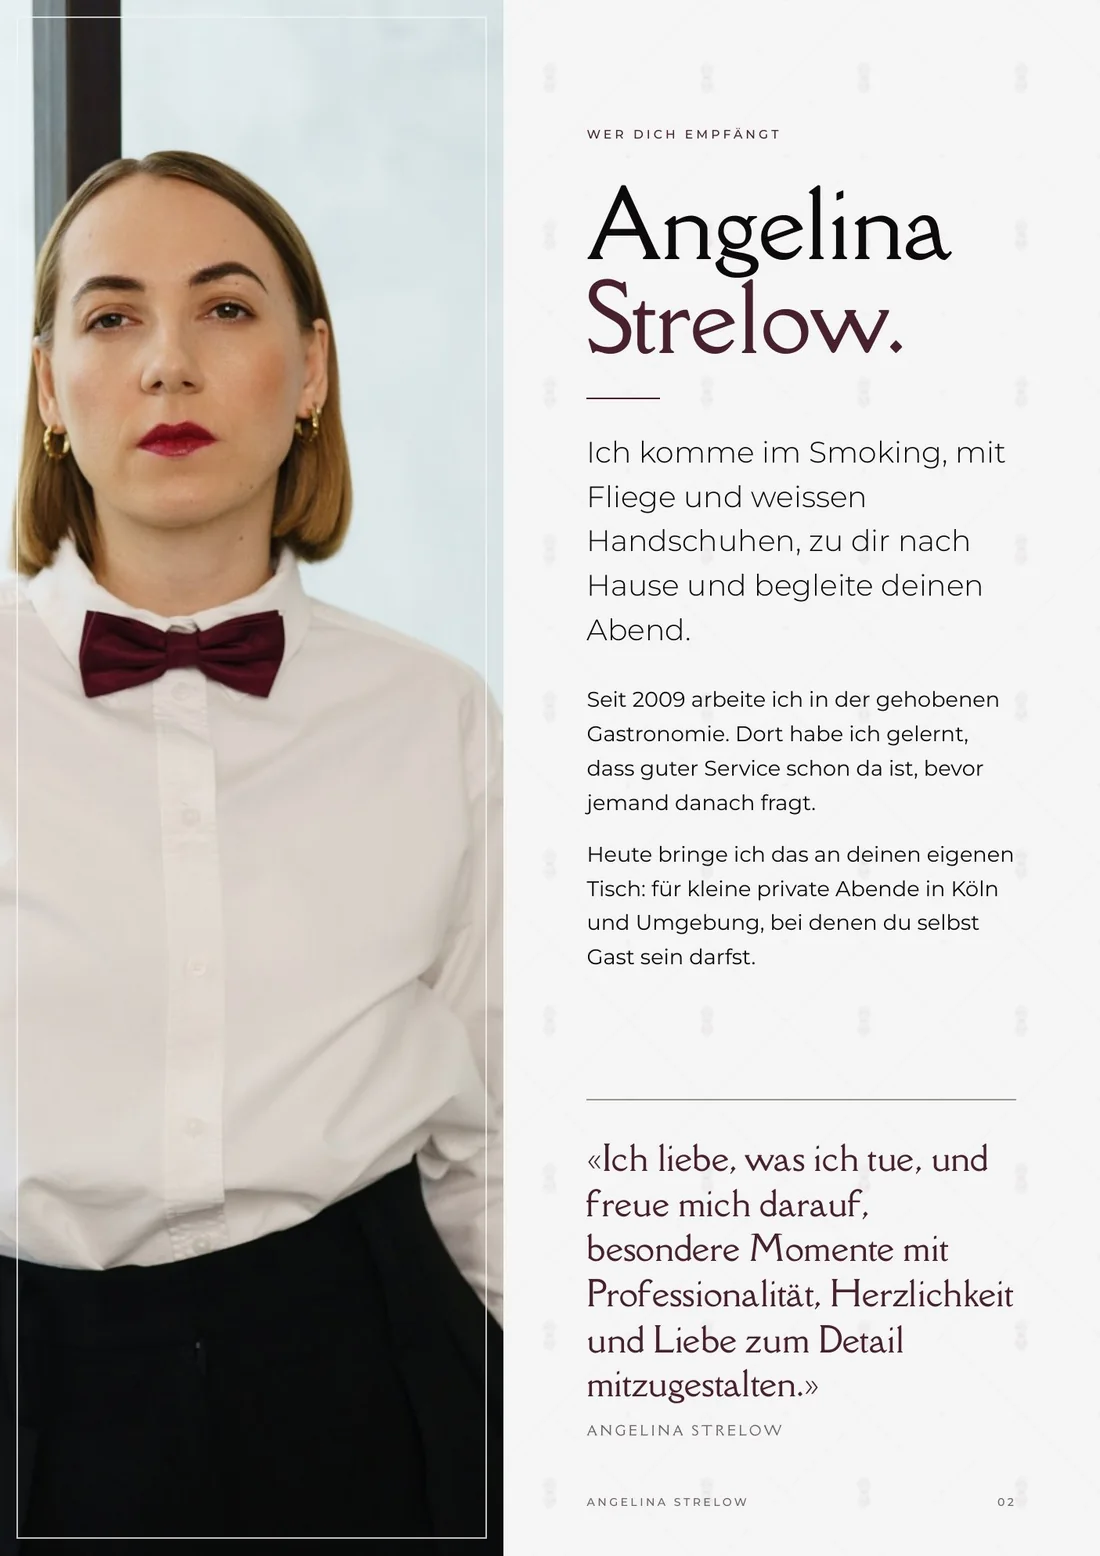 WER DICH EMPFÄNGT
Angelina
Strelow.
Ich komme im Smoking, mit
Fliege und weissen
Handschuhen, zu dir nach
Hause und begleite deinen
Abend.
Seit 2009 arbeite ich in der gehobenen
Gastronomie. Dort habe ich gelernt,
dass guter Service schon da ist, bevor
jemand danach fragt.
Heute bringe ich das an deinen eigenen
Tisch: für kleine private Abende in Köln
und Umgebung, bei denen du selbst
Gast sein darfst.
«Ich liebe, was ich tue, und
freue mich darauf,
besondere Momente mit
Professionalität, Herzlichkeit
und Liebe zum Detail
mitzugestalten.»
ANGELINA STRELOW
ANGELINA STRELOW 02